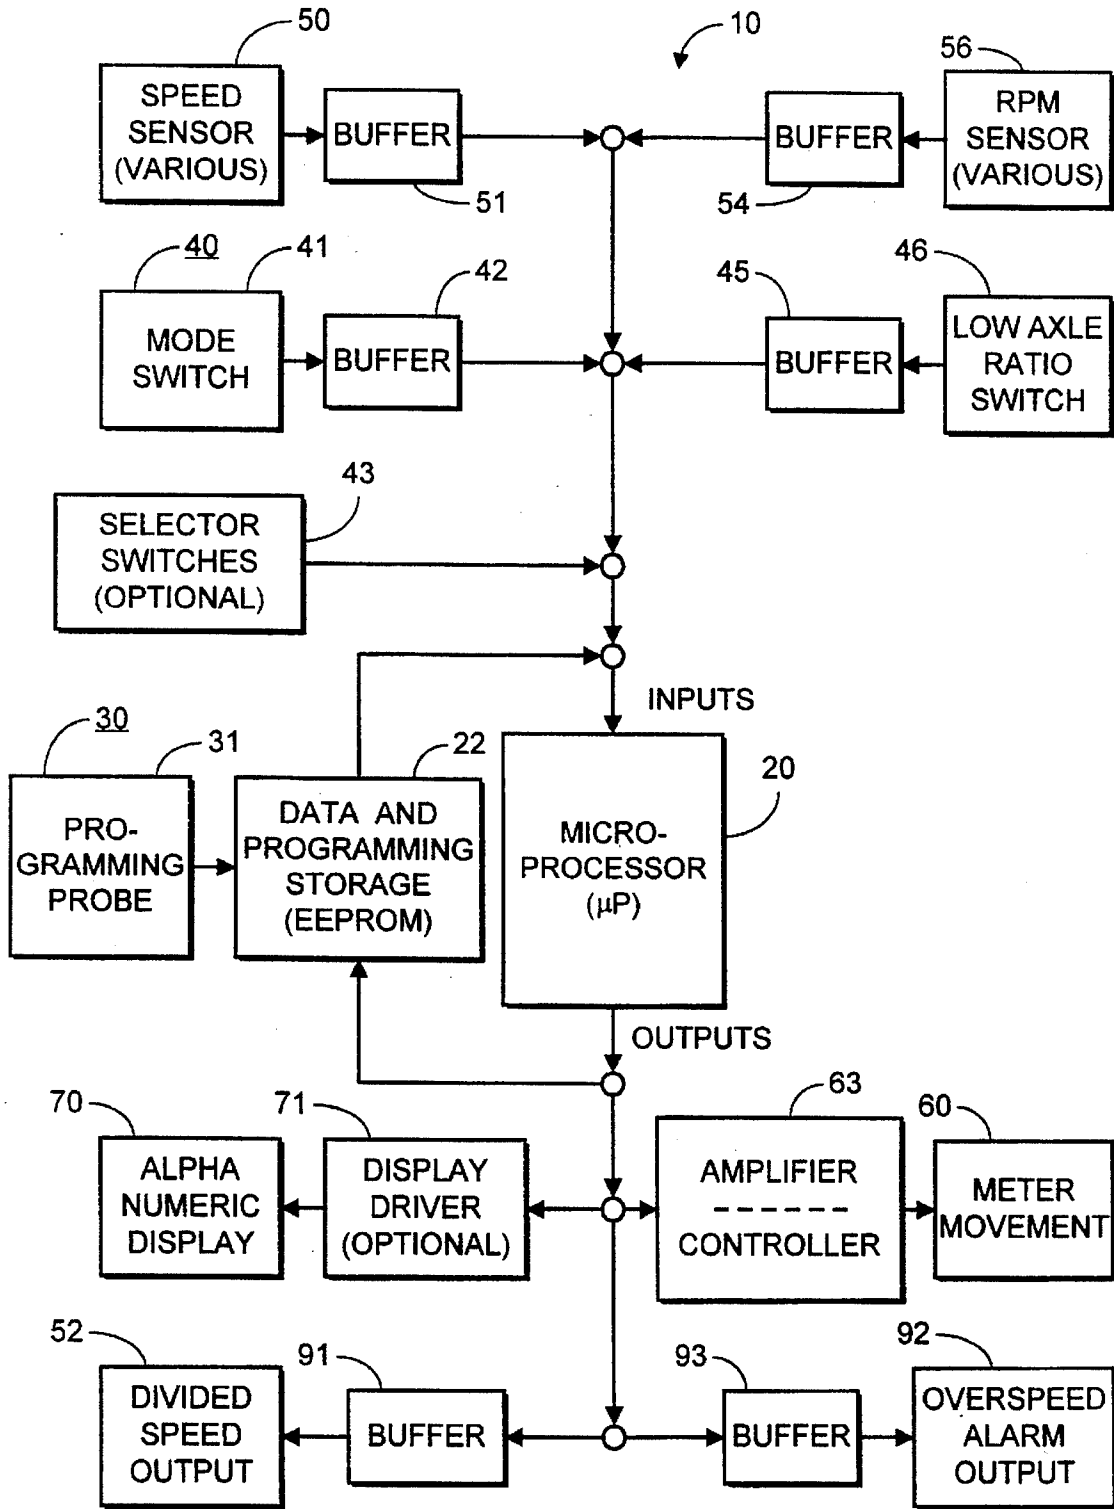 50
10
56
SPEED
SENSOR
(VARIOUS)
BUFFER
BUFFER
RPM
SENSOR
(VARIOUS)
51
54
40
41
42
45
46
MODE
SWITCH
BUFFER
BUFFER
LOW AXLE
RATIO
SWITCH
43
SELECTOR
SWITCHES
(OPTIONAL)
INPUTS
30
31
22
20
PRO-
GRAMMING
PROBE
DATA AND
PROGRAMMING
STORAGE
(EEPROM)
MICRO-
PROCESSOR
(μP)
OUTPUTS
70
71
63
60
ALPHA
NUMERIC
DISPLAY
DISPLAY
DRIVER
(OPTIONAL)
AMPLIFIER
CONTROLLER
METER
MOVEMENT
52
91
93
92
DIVIDED
SPEED
OUTPUT
BUFFER
BUFFER
OVERSPEED
ALARM
OUTPUT